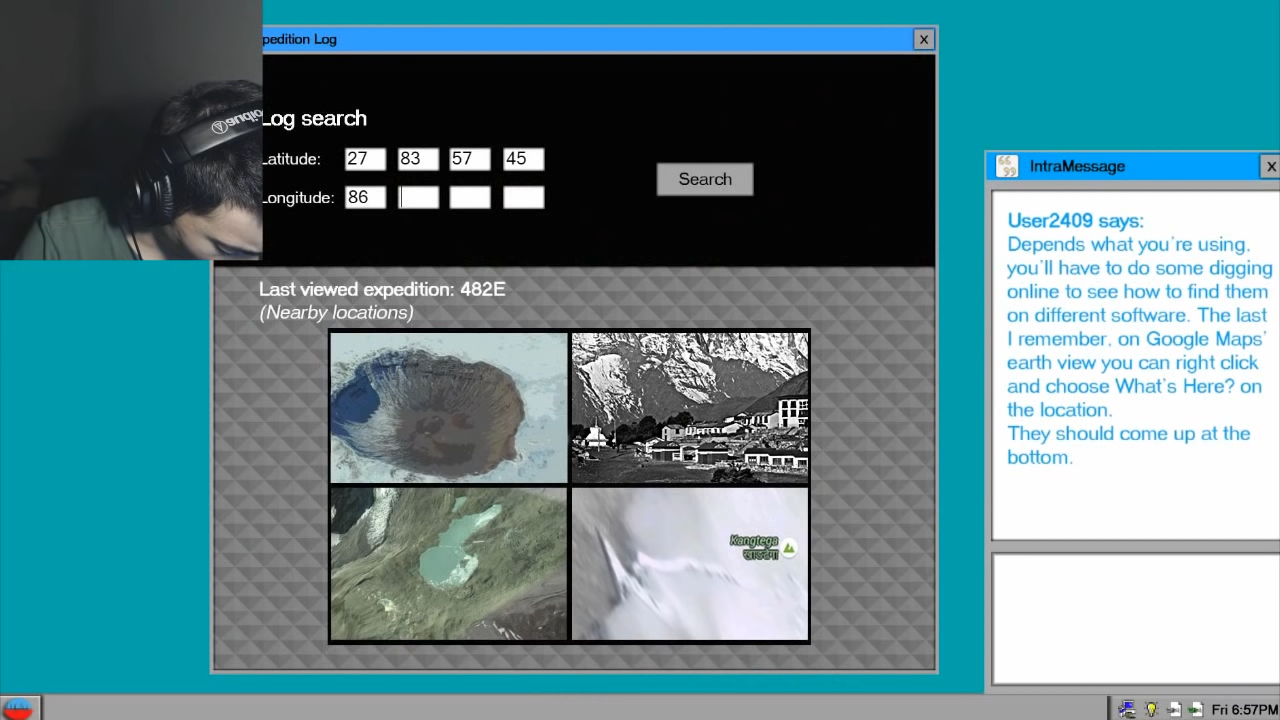 pedition Log
X
Log search
Latitude: 27 83 57 45
Longitude: 86
Search
Last viewed expedition: 482E
(Nearby locations)
Kangtega
IntraMessage
X
User2409 says:
Depends what you're using,
you'll have to do some digging
online to see how to find them
on different software. The last
I remember, on Google Maps'
earth view you can right click
and choose What's Here? on
the location.
They should come up at the
bottom.
Fri 6:57PM